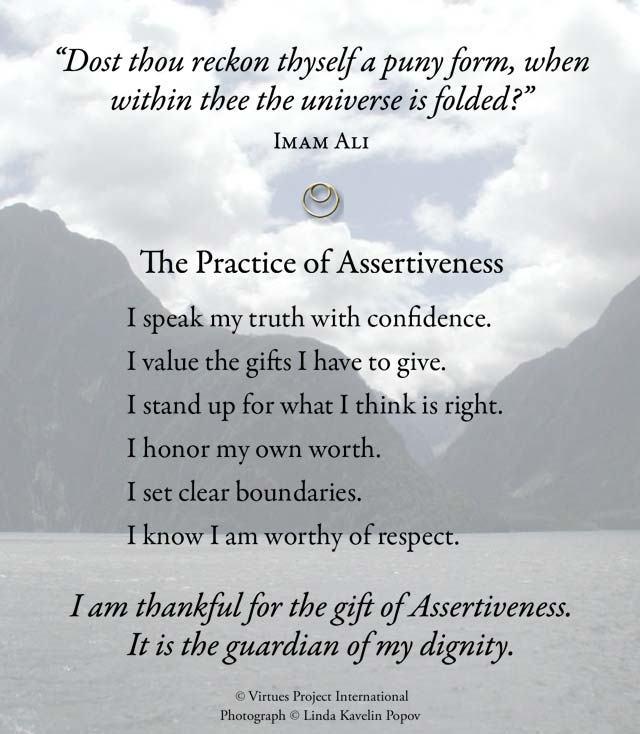 “Dost thou reckon thyself a puny form, when
within thee the universe is folded?”
Imam Ali
The Practice of Assertiveness
I speak my truth with confidence.
I value the gifts I have to give.
I stand up for what I think is right.
I honor my own worth.
I set clear boundaries.
I know I am worthy of respect.
I am thankful for the gift of Assertiveness.
It is the guardian of my dignity.
© Virtues Project International
Photograph © Linda Kavelin Popov